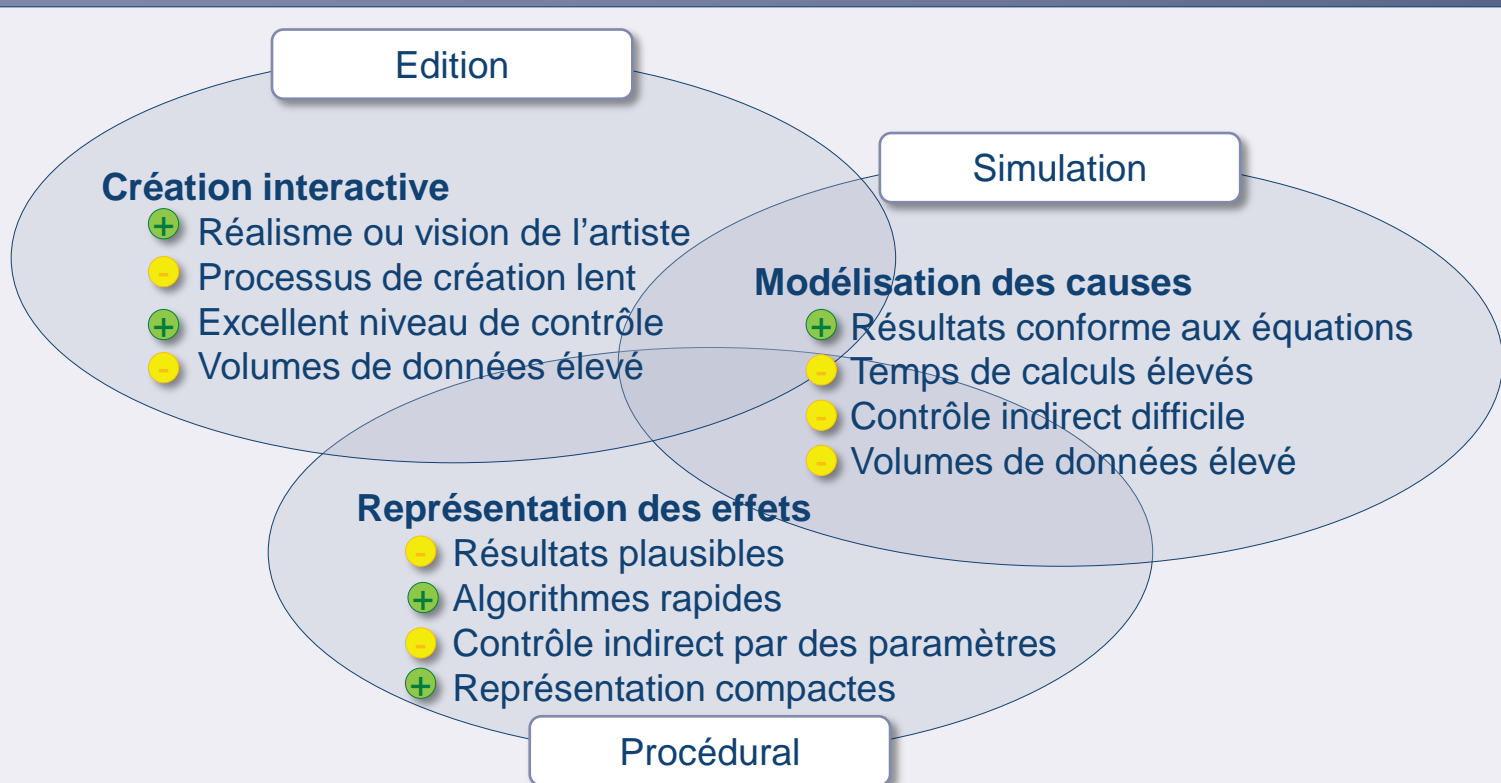 Edition
Création interactive
+ Réalisme ou vision de l’artiste
- Processus de création lent
+ Excellent niveau de contrôle
- Volumes de données élevé
Simulation
Modélisation des causes
+ Résultats conforme aux équations
- Temps de calculs élevés
- Contrôle indirect difficile
- Volumes de données élevé
Représentation des effets
- Résultats plausibles
+ Algorithmes rapides
- Contrôle indirect par des paramètres
+ Représentation compactes
Procédural